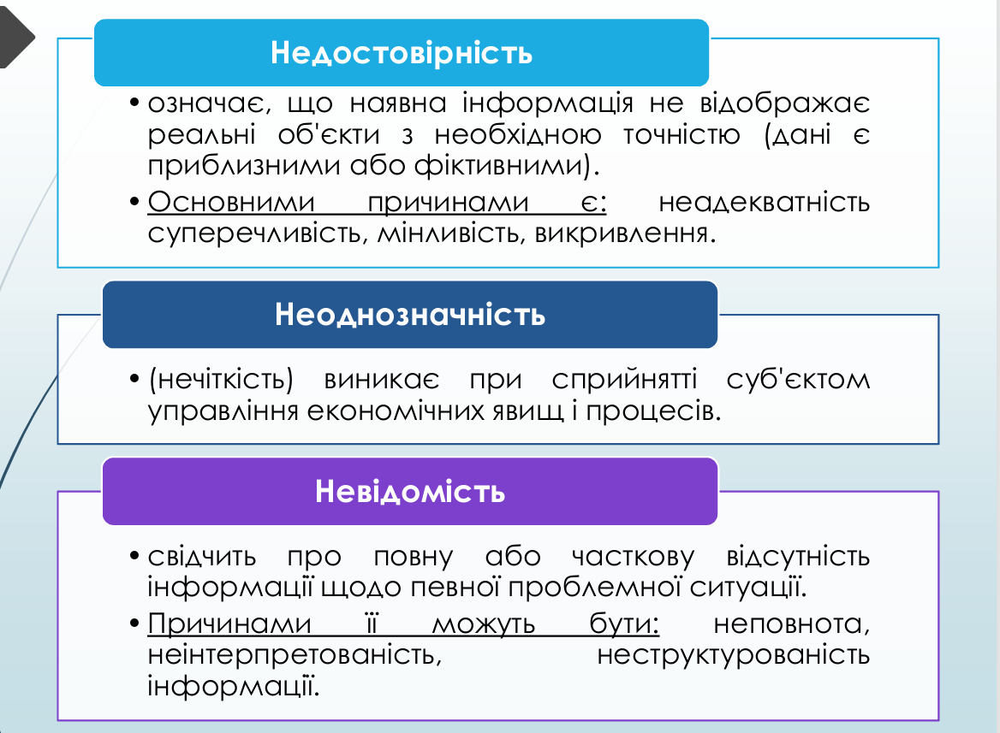 Недостовірність
• означає, що наявна інформація не відображає
реальні об'єкти з необхідною точністю (дані є
приблизними або фіктивними).
• Основними причинами є: неадекватність
суперечливість, мінливість, викривлення.
Неоднозначність
• (нечіткість) виникає при сприйнятті суб'єктом
управління економічних явищ і процесів.
Невідомість
• свідчить про повну або часткову відсутність
інформації щодо певної проблемної ситуації.
• Причинами її можуть бути: неповнота,
неінтерпретованість, неструктурованість
інформації.